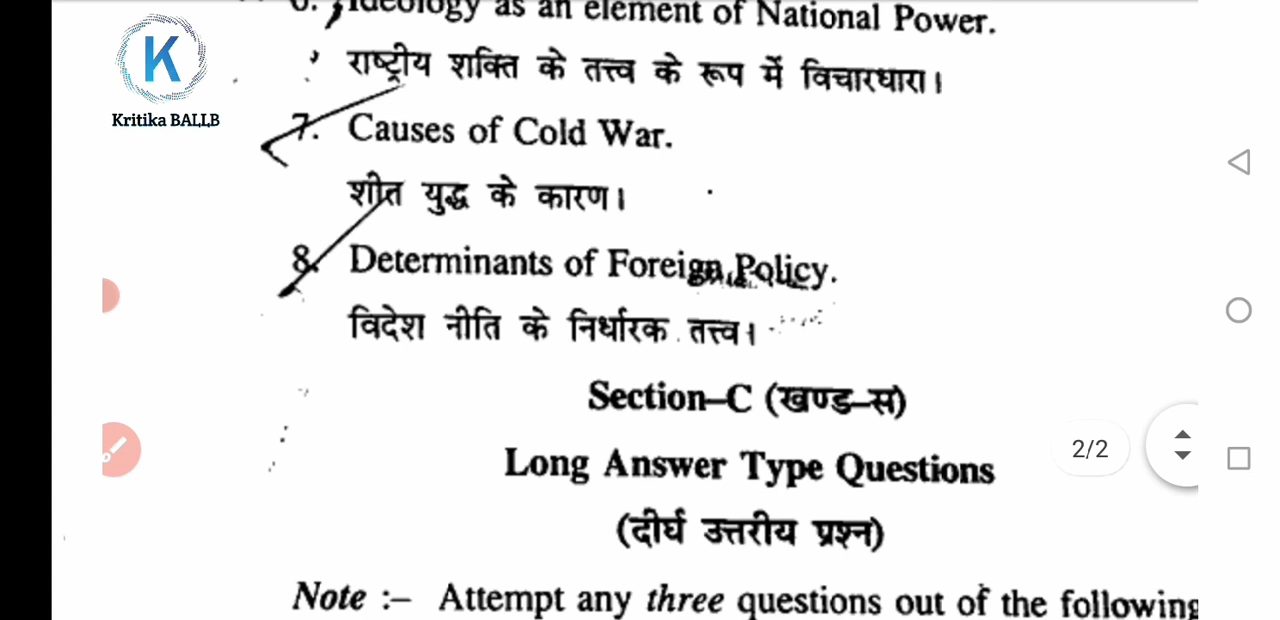 6. Ideology as an element of National Power.
राष्ट्रीय शक्ति के तत्त्व के रूप में विचारधारा।
K
Kritika BALLB
7. Causes of Cold War.
शीत युद्ध के कारण।
8. Determinants of Foreign Policy.
विदेश नीति के निर्धारक तत्त्व।
Section–C (खण्ड–स)
Long Answer Type Questions
2/2
(दीर्घ उत्तरीय प्रश्न)
Note :– Attempt any three questions out of the following